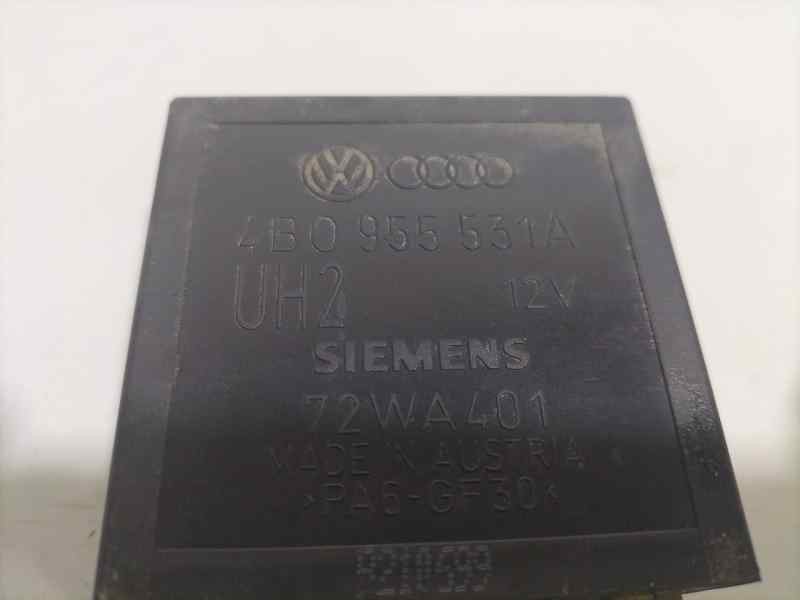 4B0 955 531A
UH2 12V
SIEMENS
72WA401
MADE IN AUSTRIA
>PA6-GF30<